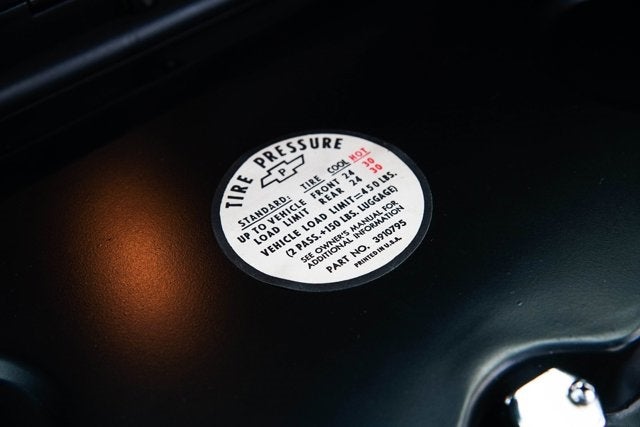 TIRE PRESSURE
P
STANDARD: TIRE COOL HOT
UP TO VEHICLE FRONT 24 30
LOAD LIMIT REAR 24 30
VEHICLE LOAD LIMIT=450 LBS.
(2 PASS.+150 LBS. LUGGAGE)
SEE OWNER'S MANUAL FOR
ADDITIONAL INFORMATION
PART NO. 3910795
PRINTED IN U.S.A.